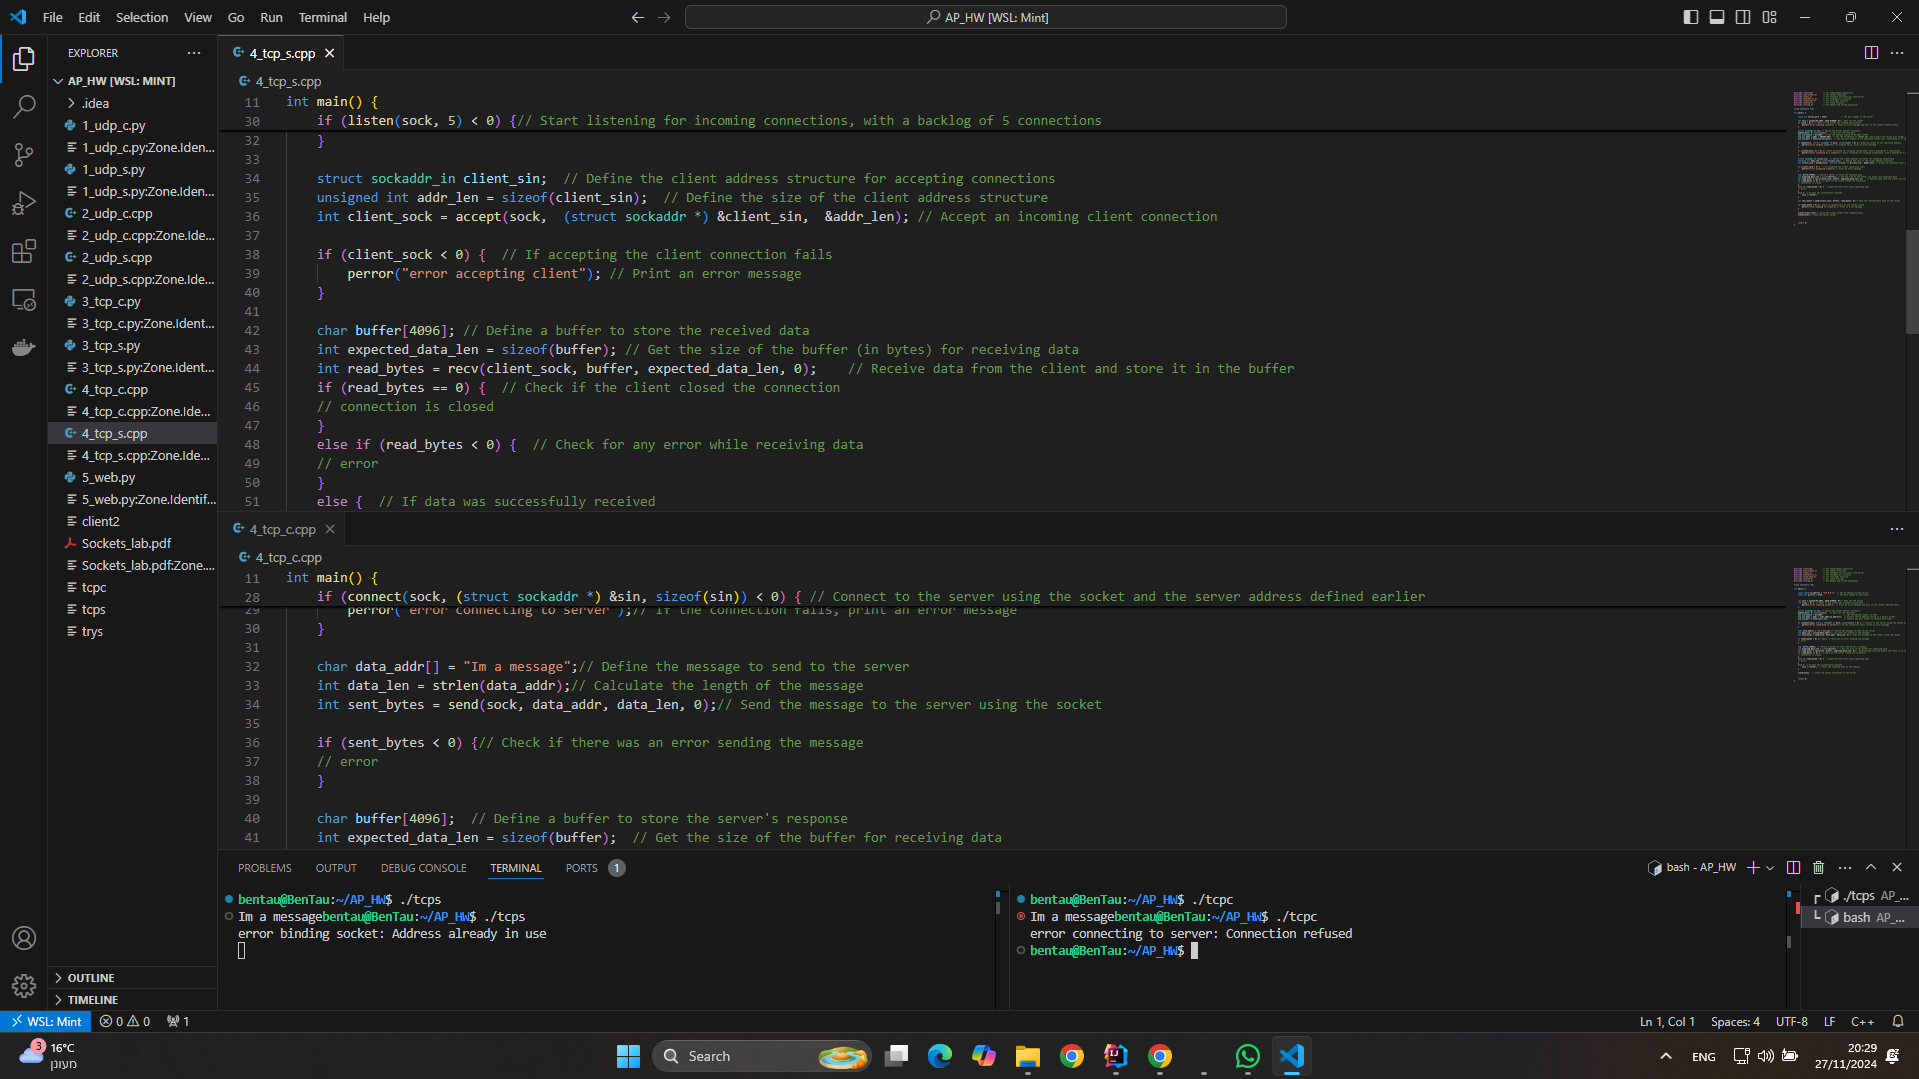 File Edit Selection View Go Run Terminal Help
AP_HW [WSL: Mint]
EXPLORER
AP_HW [WSL: MINT]
.idea
1_udp_c.py
1_udp_c.py:Zone.Iden...
1_udp_s.py
1_udp_s.py:Zone.Ident...
2_udp_c.cpp
2_udp_c.cpp:Zone.Ide...
2_udp_s.cpp
2_udp_s.cpp:Zone.Ide...
3_tcp_c.py
3_tcp_c.py:Zone.Ident...
3_tcp_s.py
3_tcp_s.py:Zone.Ident...
4_tcp_c.cpp
4_tcp_c.cpp:Zone.Ide...
4_tcp_s.cpp
4_tcp_s.cpp:Zone.Ide...
5_web.py
5_web.py:Zone.Identif...
client2
Sockets_lab.pdf
Sockets_lab.pdf:Zone....
tcpc
tcps
trys
OUTLINE
TIMELINE
4_tcp_s.cpp
4_tcp_s.cpp
11 int main() {
30 if (listen(sock, 5) < 0) {// Start listening for incoming connections, with a backlog of 5 connections
32 }
33
34 struct sockaddr_in client_sin;  // Define the client address structure for accepting connections
35 unsigned int addr_len = sizeof(client_sin);  // Define the size of the client address structure
36 int client_sock = accept(sock,  (struct sockaddr *) &client_sin,  &addr_len); // Accept an incoming client connection
37
38 if (client_sock < 0) {  // If accepting the client connection fails
39 perror("error accepting client"); // Print an error message
40 }
41
42 char buffer[4096]; // Define a buffer to store the received data
43 int expected_data_len = sizeof(buffer); // Get the size of the buffer (in bytes) for receiving data
44 int read_bytes = recv(client_sock, buffer, expected_data_len, 0);    // Receive data from the client and store it in the buffer
45 if (read_bytes == 0) {  // Check if the client closed the connection
46 // connection is closed
47 }
48 else if (read_bytes < 0) {  // Check for any error while receiving data
49 // error
50 }
51 else {  // If data was successfully received
4_tcp_c.cpp
4_tcp_c.cpp
11 int main() {
28 if (connect(sock, (struct sockaddr *) &sin, sizeof(sin)) < 0) { // Connect to the server using the socket and the server address defined earlier
29 perror("error connecting to server");// If the connection fails, print an error message
30 }
31
32 char data_addr[] = "Im a message";// Define the message to send to the server
33 int data_len = strlen(data_addr);// Calculate the length of the message
34 int sent_bytes = send(sock, data_addr, data_len, 0);// Send the message to the server using the socket
35
36 if (sent_bytes < 0) {// Check if there was an error sending the message
37 // error
38 }
39
40 char buffer[4096];  // Define a buffer to store the server's response
41 int expected_data_len = sizeof(buffer);  // Get the size of the buffer for receiving data
PROBLEMS OUTPUT DEBUG CONSOLE TERMINAL PORTS 1
bash - AP_HW
bentau@BenTau:~/AP_HW$ ./tcps
Im a messagebentau@BenTau:~/AP_HW$ ./tcps
error binding socket: Address already in use
bentau@BenTau:~/AP_HW$ ./tcpc
Im a messagebentau@BenTau:~/AP_HW$ ./tcpc
error connecting to server: Connection refused
bentau@BenTau:~/AP_HW$
./tcps AP_...
bash AP_...
WSL: Mint 0 0 1
Ln 1, Col 1 Spaces: 4 UTF-8 LF C++
3
16°C
מעונן
Search
ENG
20:29
27/11/2024